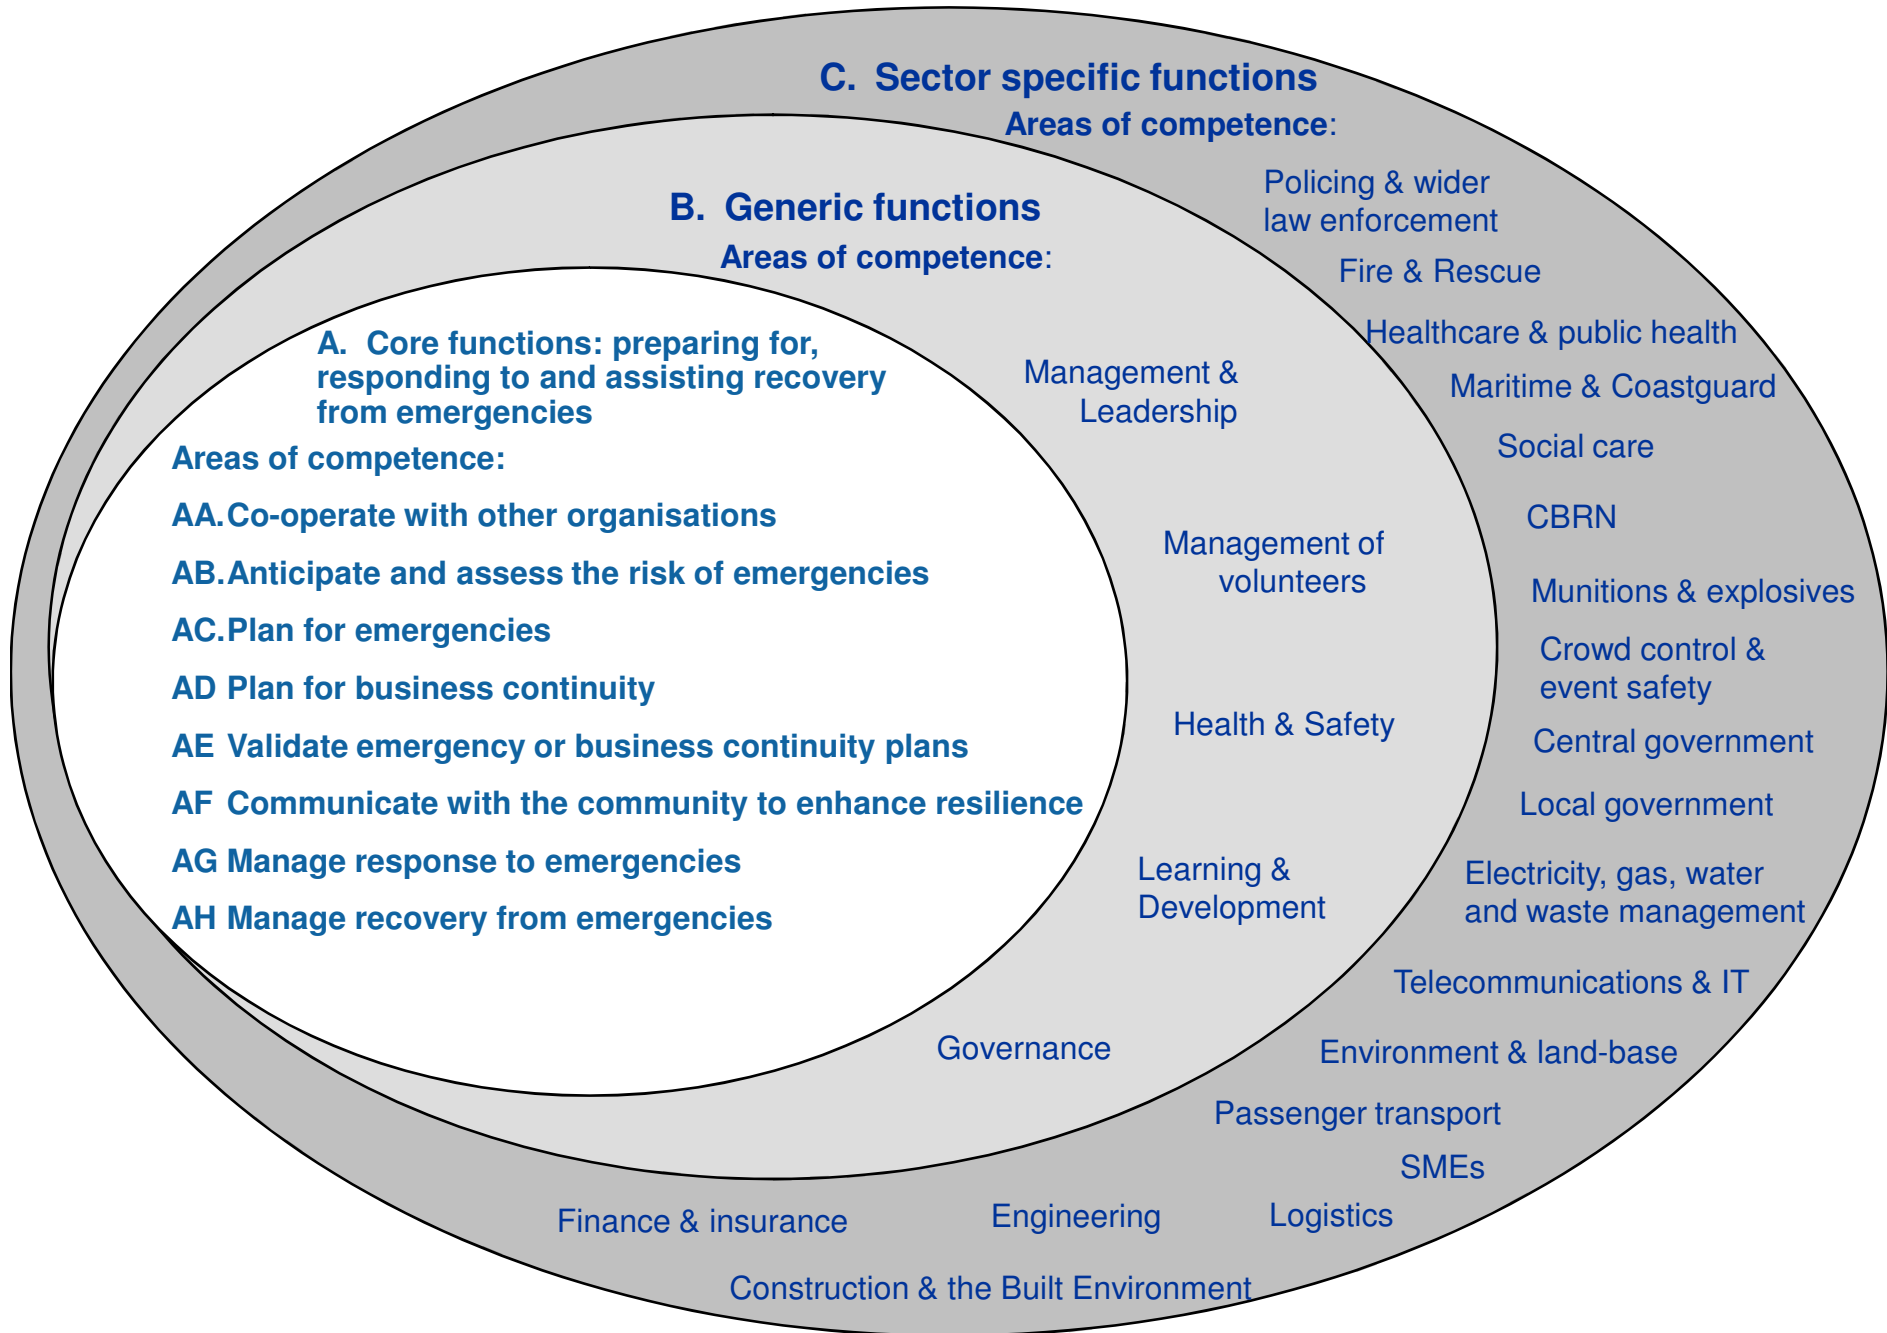 C. Sector specific functions
Areas of competence:
Policing & wider
law enforcement
Fire & Rescue
Healthcare & public health
Maritime & Coastguard
Social care
CBRN
Munitions & explosives
Crowd control &
event safety
Central government
Local government
Electricity, gas, water
and waste management
Telecommunications & IT
Environment & land-base
Passenger transport
SMEs
Logistics
Engineering
Finance & insurance
Construction & the Built Environment
B. Generic functions
Areas of competence:
Management &
Leadership
Management of
volunteers
Health & Safety
Learning &
Development
Governance
A. Core functions: preparing for,
responding to and assisting recovery
from emergencies
Areas of competence:
AA.Co-operate with other organisations
AB.Anticipate and assess the risk of emergencies
AC.Plan for emergencies
AD Plan for business continuity
AE Validate emergency or business continuity plans
AF Communicate with the community to enhance resilience
AG Manage response to emergencies
AH Manage recovery from emergencies